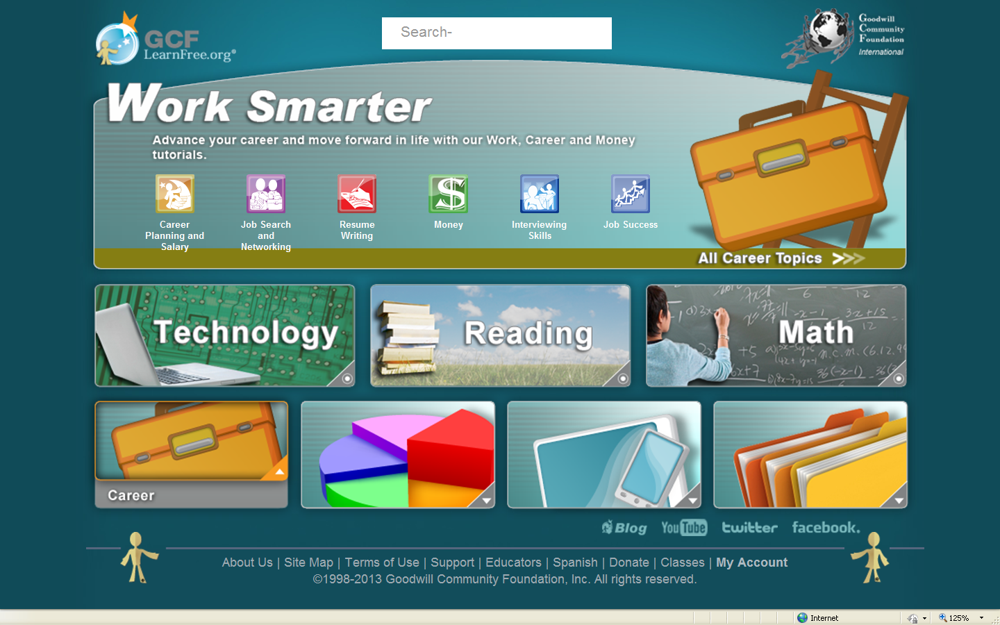 GCF
LearnFree.org®
Search-
Goodwill
Community
Foundation
International
Work Smarter
Advance your career and move forward in life with our Work, Career and Money
tutorials.
Career
Planning and
Salary
Job Search
and
Networking
Resume
Writing
$
Money
Interviewing
Skills
Job Success
All Career Topics
Technology
Reading
Math
Career
Blog
YouTube
twitter
facebook.
About Us | Site Map | Terms of Use | Support | Educators | Spanish | Donate | Classes | My Account
©1998-2013 Goodwill Community Foundation, Inc. All rights reserved.
Internet
125%